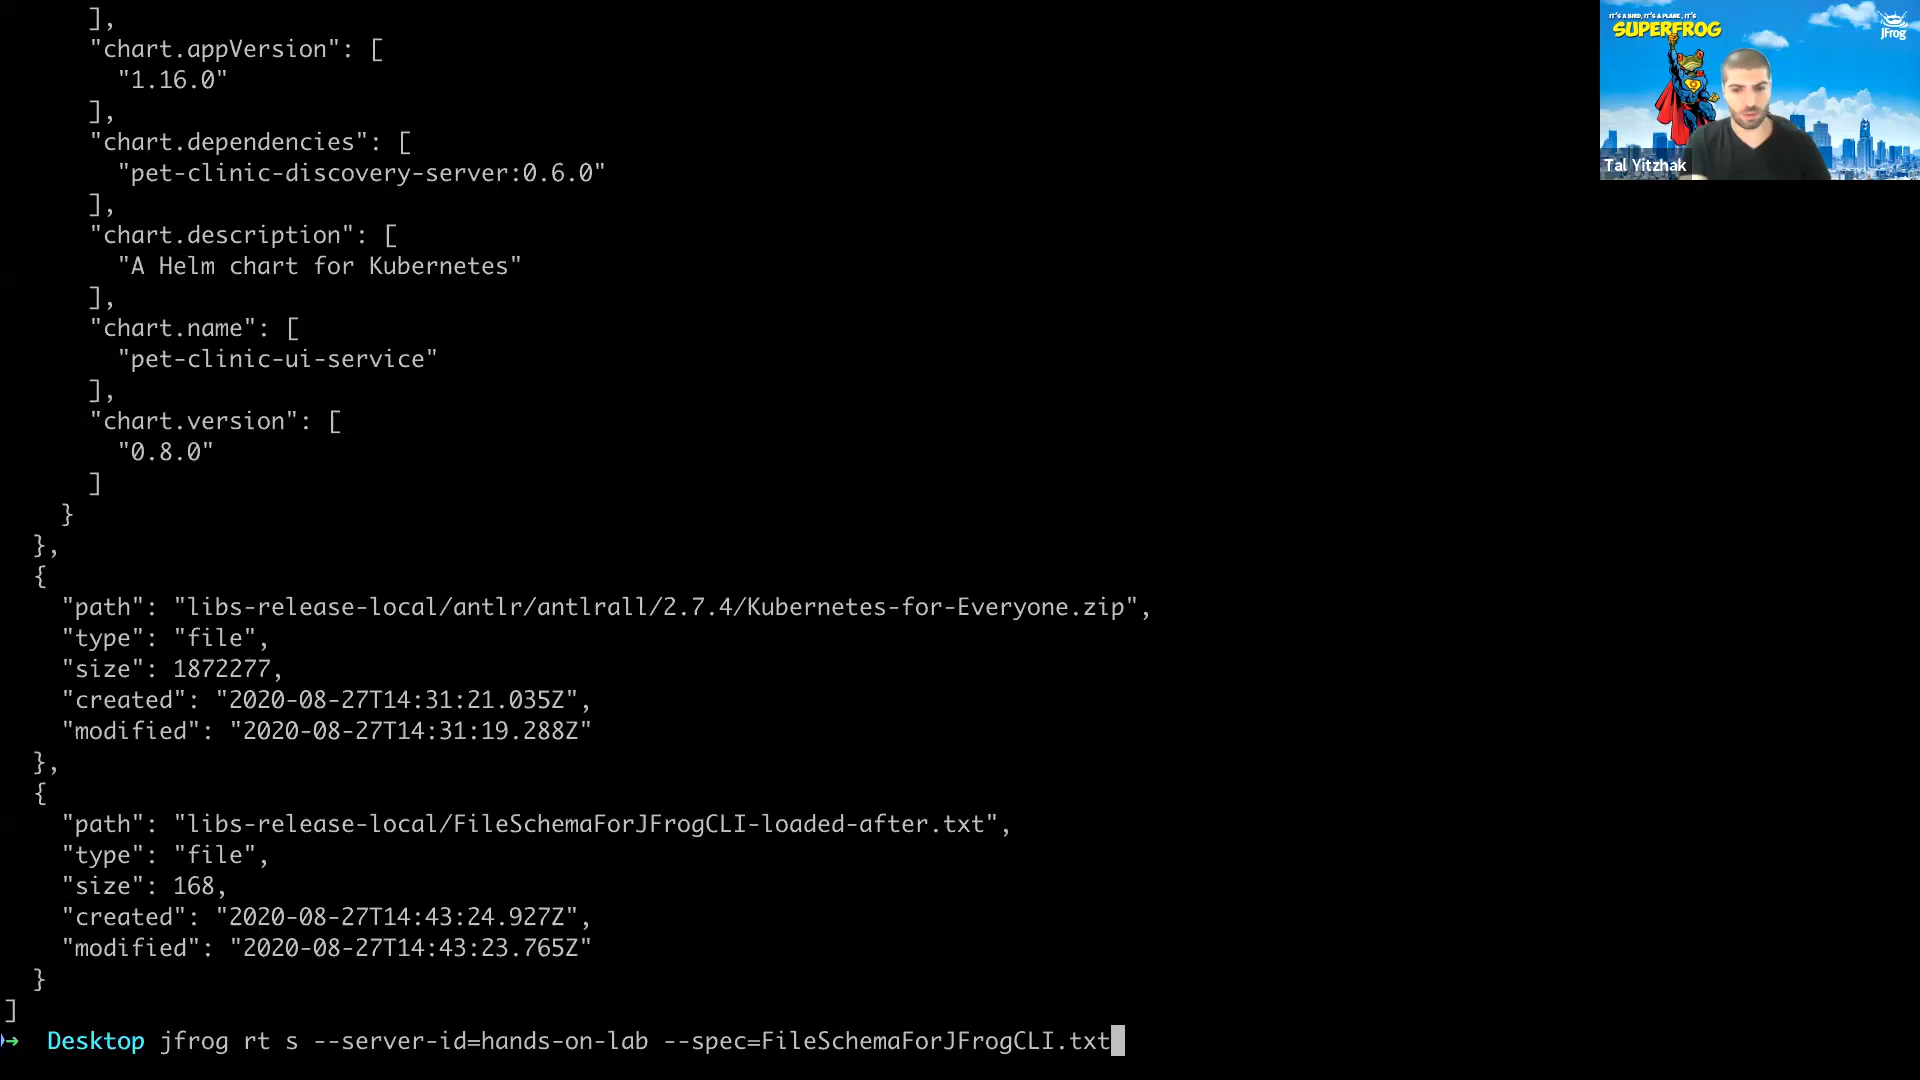 ],
"chart.appVersion": [
"1.16.0"
],
"chart.dependencies": [
"pet-clinic-discovery-server:0.6.0"
],
"chart.description": [
"A Helm chart for Kubernetes"
],
"chart.name": [
"pet-clinic-ui-service"
],
"chart.version": [
"0.8.0"
]
}
},
{
"path": "libs-release-local/antlr/antlrall/2.7.4/Kubernetes-for-Everyone.zip",
"type": "file",
"size": 1872277,
"created": "2020-08-27T14:31:21.035Z",
"modified": "2020-08-27T14:31:19.288Z"
},
{
"path": "libs-release-local/FileSchemaForJFrogCLI-loaded-after.txt",
"type": "file",
"size": 168,
"created": "2020-08-27T14:43:24.927Z",
"modified": "2020-08-27T14:43:23.765Z"
}
]
→ Desktop jfrog rt s --server-id=hands-on-lab --spec=FileSchemaForJFrogCLI.txt
IT'S A BIRD, IT'S A PLANE, IT'S
SUPERFROG
JFrog
Tal Yitzhak